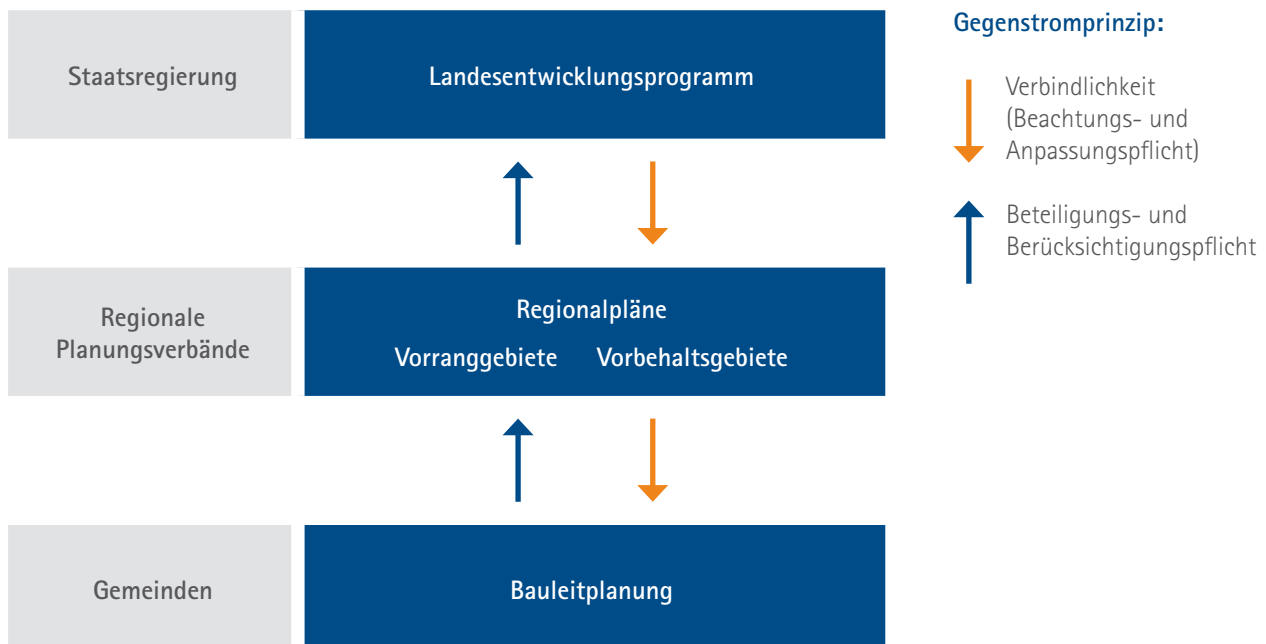 Staatsregierung
Landesentwicklungsprogramm
Regionale
Planungsverbände
Regionalpläne
Vorranggebiete Vorbehaltsgebiete
Gemeinden
Bauleitplanung
Gegenstromprinzip:
Verbindlichkeit
(Beachtungs- und
Anpassungspflicht)
Beteiligungs- und
Berücksichtigungspflicht